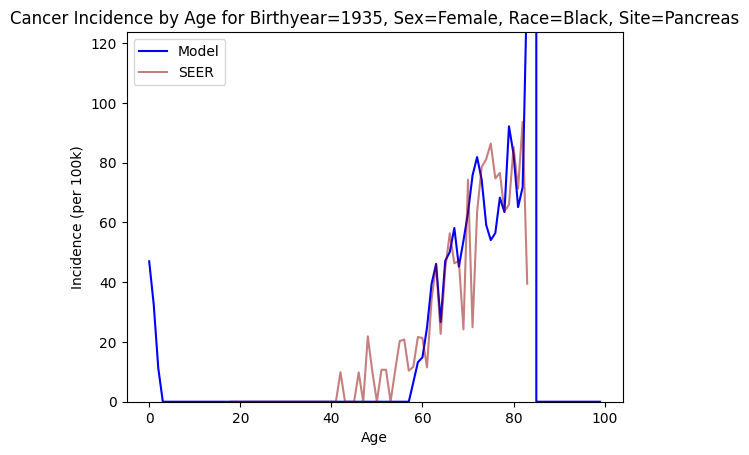 Cancer Incidence by Age for Birthyear=1935, Sex=Female, Race=Black, Site=Pancreas
Model
SEER
120
100
80
60
40
20
0
Incidence (per 100k)
0 20 40 60 80 100
Age